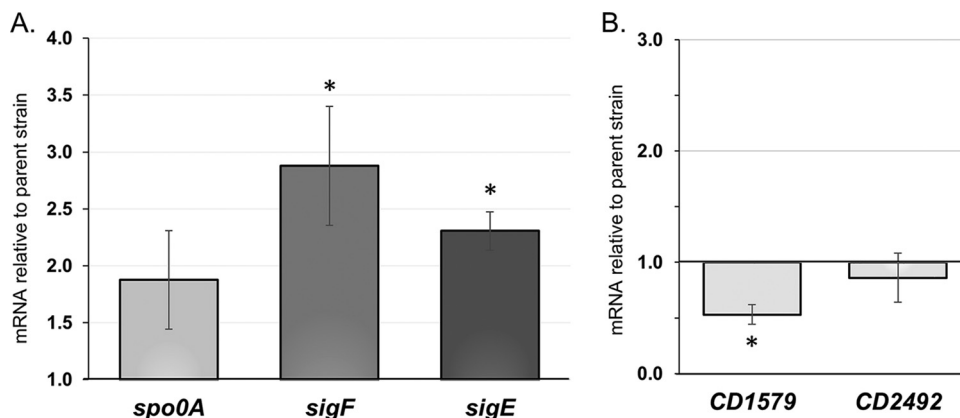 A.
mRNA relative to parent strain
4.0
3.5
3.0
2.5
2.0
1.5
1.0
*
*
spo0A sigF sigE
B.
mRNA relative to parent strain
3.0
2.0
1.0
0.0
*
CD1579 CD2492